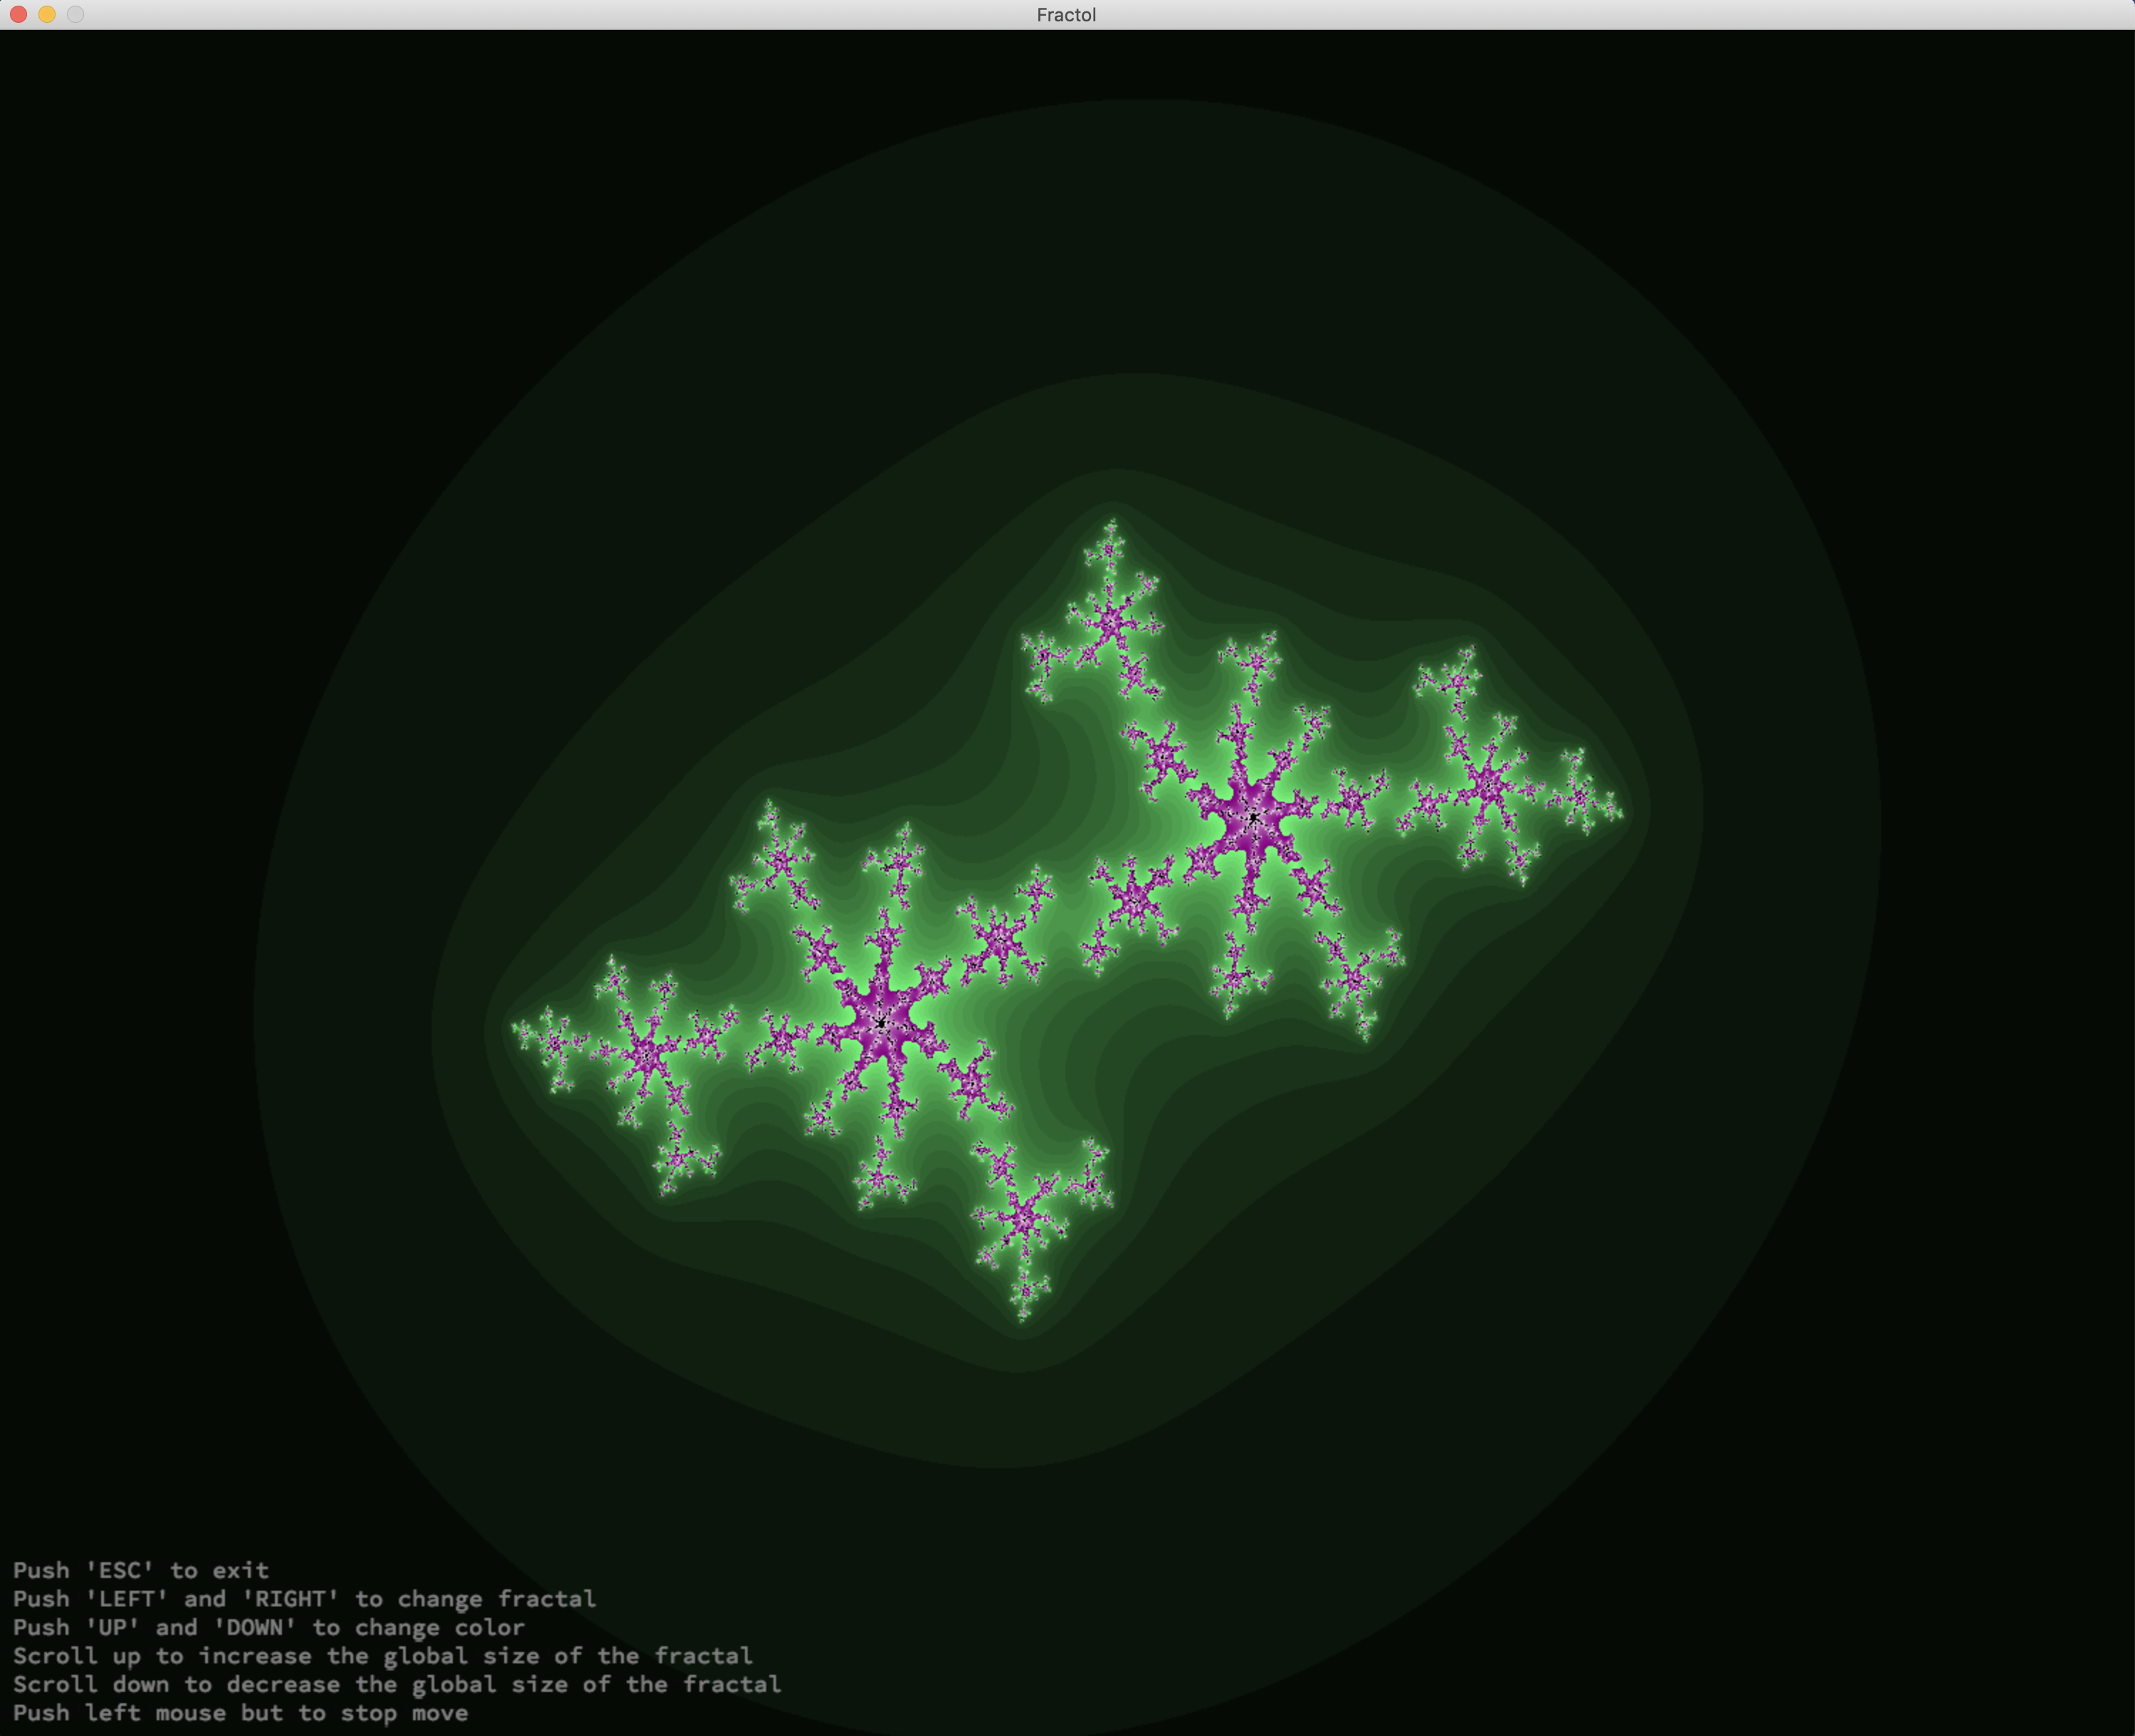 Fractol
Push 'ESC' to exit
Push 'LEFT' and 'RIGHT' to change fractal
Push 'UP' and 'DOWN' to change color
Scroll up to increase the global size of the fractal
Scroll down to decrease the global size of the fractal
Push left mouse but to stop move